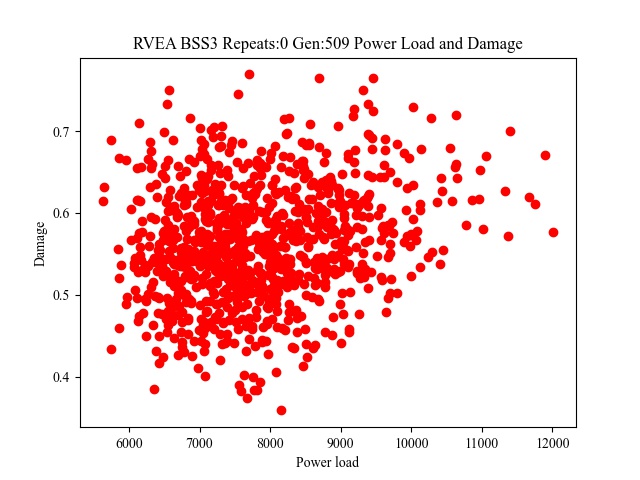 RVEA BSS3 Repeats:0 Gen:509 Power Load and Damage
0.7
0.6
0.5
0.4
Damage
6000 7000 8000 9000 10000 11000 12000
Power load